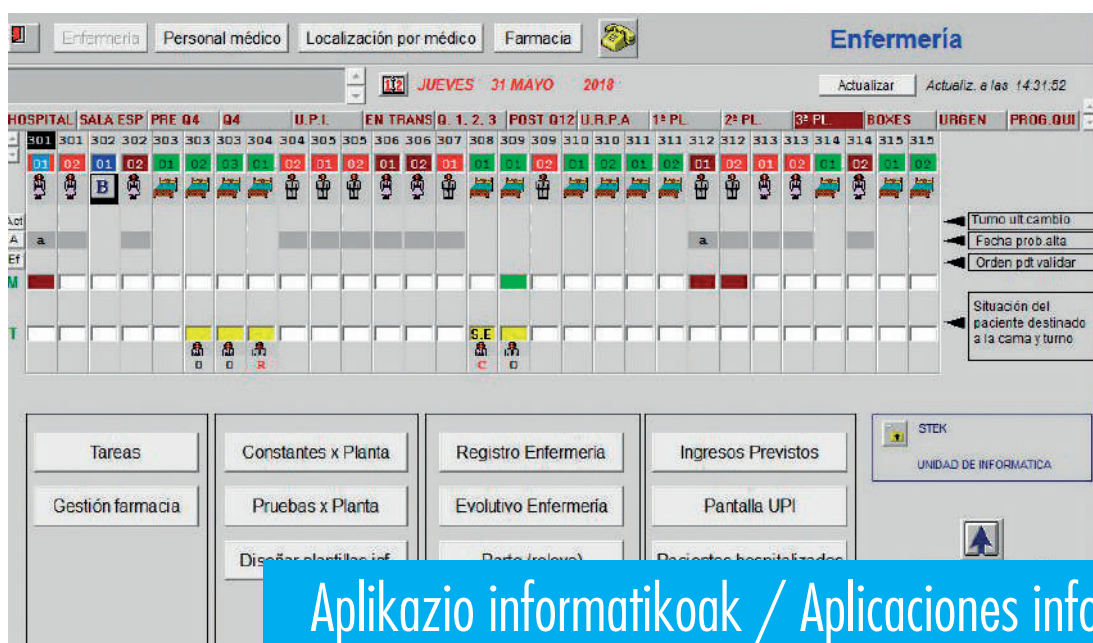 Enfermeria Personal médico Localización por médico Farmacia Enfermería
JUEVES 31 MAYO 2018 Actualizar Actualiz. a las 14:31:52
HOSPITAL SALA ESP PRE Q4 Q4 U.P.I. EN TRANS Q. 1. 2. 3 POST Q12 U.R.P.A 1ª PL. 2ª PL. 3ª PL. BOXES URGEN PROG.QUI
301 301 302 302 303 303 303 304 304 305 305 306 306 307 308 309 309 310 310 311 311 312 312 313 313 314 314 315 315
01 02 01 02 01 02 03 01 02 01 02 01 02 01 01 01 02 01 02 01 02 01 02 01 02 01 02 01 02
B
Act Turno ult.cambio
A a a Fecha prob.alta
Ef Orden pdt validar
M
Situación del
T S.E paciente destinado
a la cama y turno
R C
Tareas Constantes x Planta Registro Enfermería Ingresos Previstos STEK
UNIDAD DE INFORMATICA
Gestión farmacia Pruebas x Planta Evolutivo Enfermería Pantalla UPI
Aplikazio informatikoak / Aplicaciones info